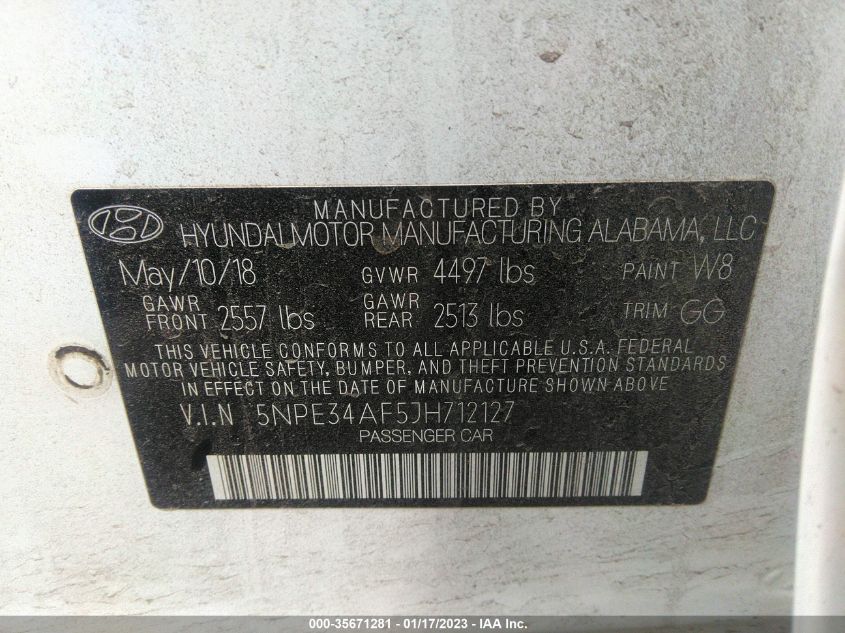 MANUFACTURED BY
HYUNDAI MOTOR MANUFACTURING ALABAMA, LLC
May/10/18 GVWR 4497 lbs PAINT W8
GAWR FRONT 2557 lbs GAWR REAR 2513 lbs TRIM GG
THIS VEHICLE CONFORMS TO ALL APPLICABLE U.S.A. FEDERAL
MOTOR VEHICLE SAFETY, BUMPER, AND THEFT PREVENTION STANDARDS
IN EFFECT ON THE DATE OF MANUFACTURE SHOWN ABOVE
V.I.N 5NPE34AF5JH712127
PASSENGER CAR
000-35671281 - 01/17/2023 - IAA Inc.